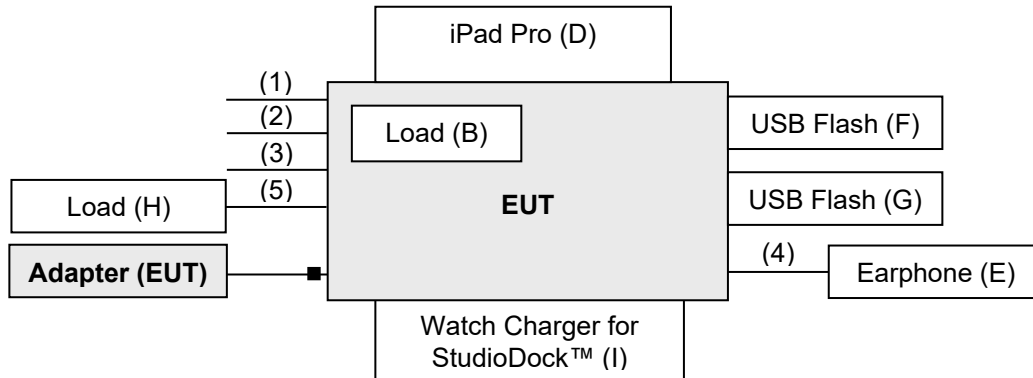 iPad Pro (D)
(1)
(2)
(3)
(5)
Load (B)
EUT
USB Flash (F)
USB Flash (G)
Load (H)
Adapter (EUT)
(4)
Earphone (E)
Watch Charger for
StudioDock™ (I)